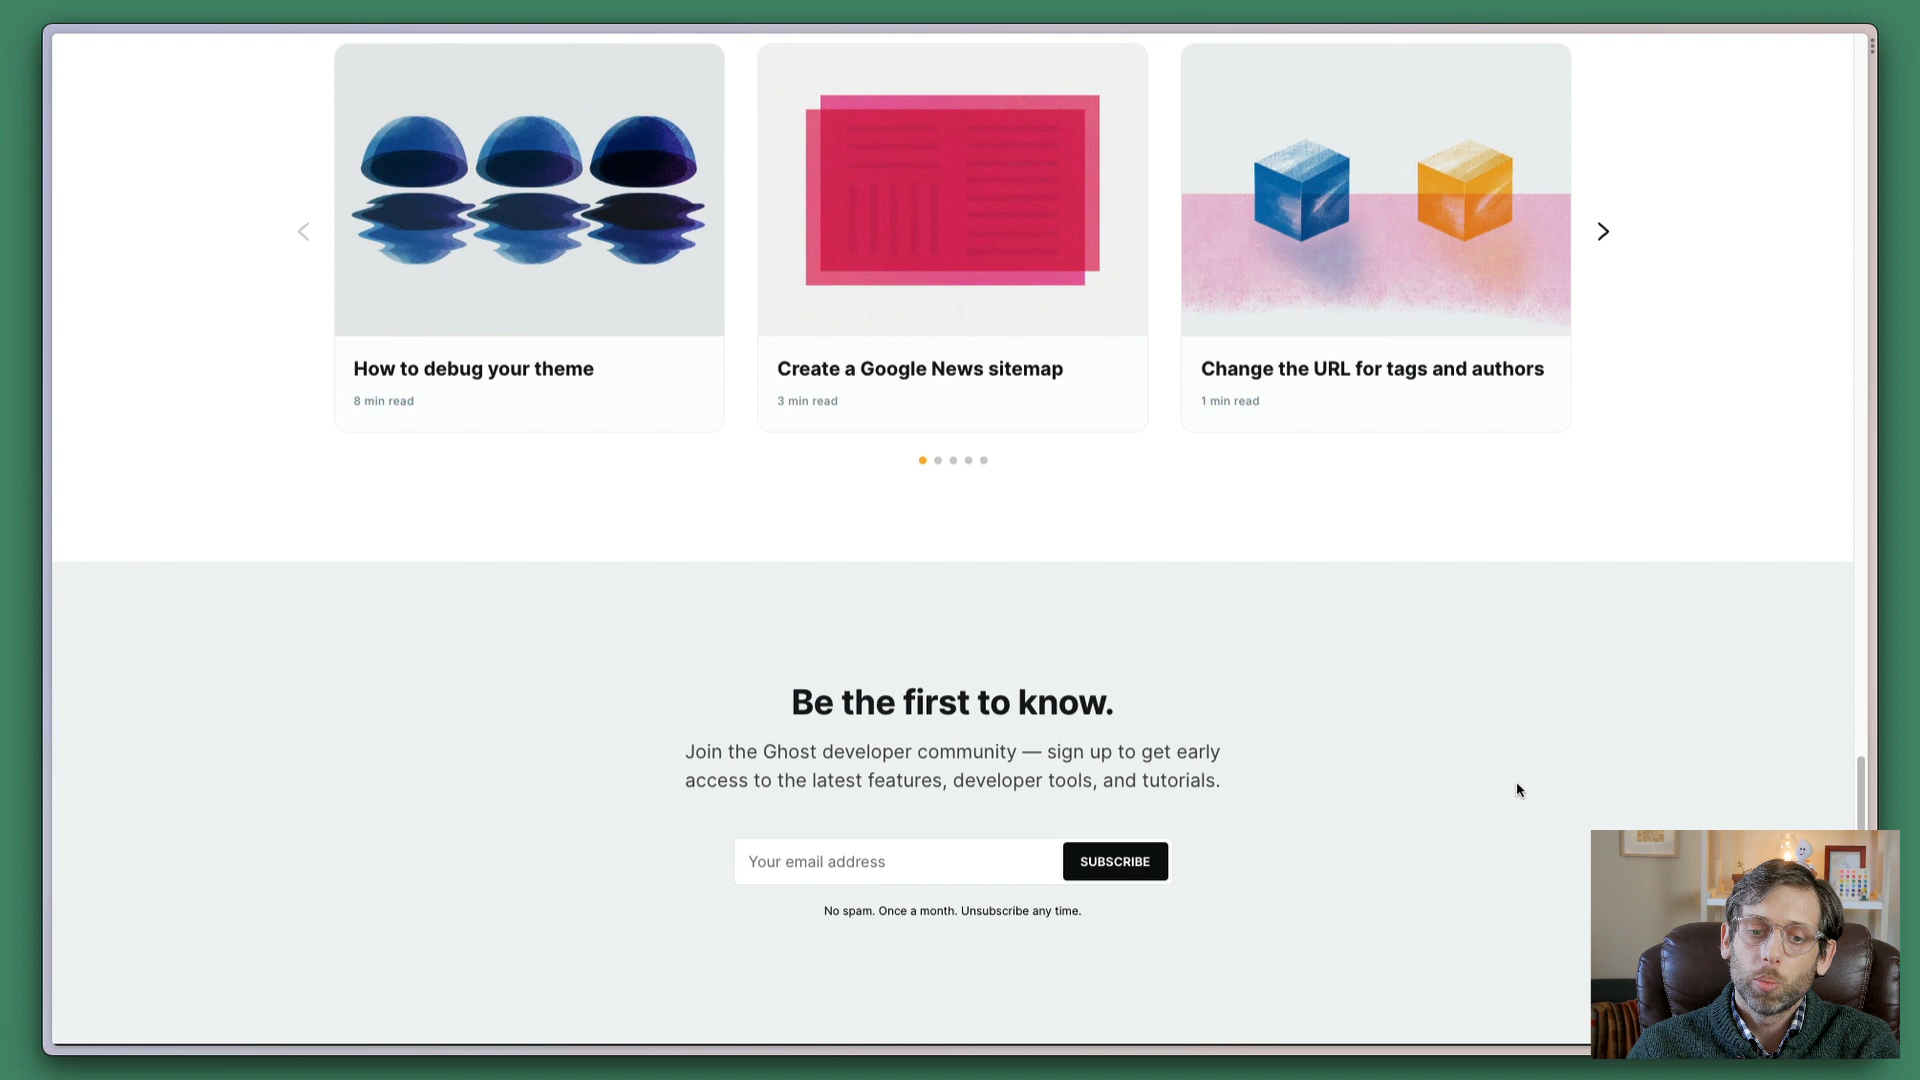 How to debug your theme
8 min read
Create a Google News sitemap
3 min read
Change the URL for tags and authors
1 min read
Be the first to know.
Join the Ghost developer community — sign up to get early
access to the latest features, developer tools, and tutorials.
Your email address
SUBSCRIBE
No spam. Once a month. Unsubscribe any time.